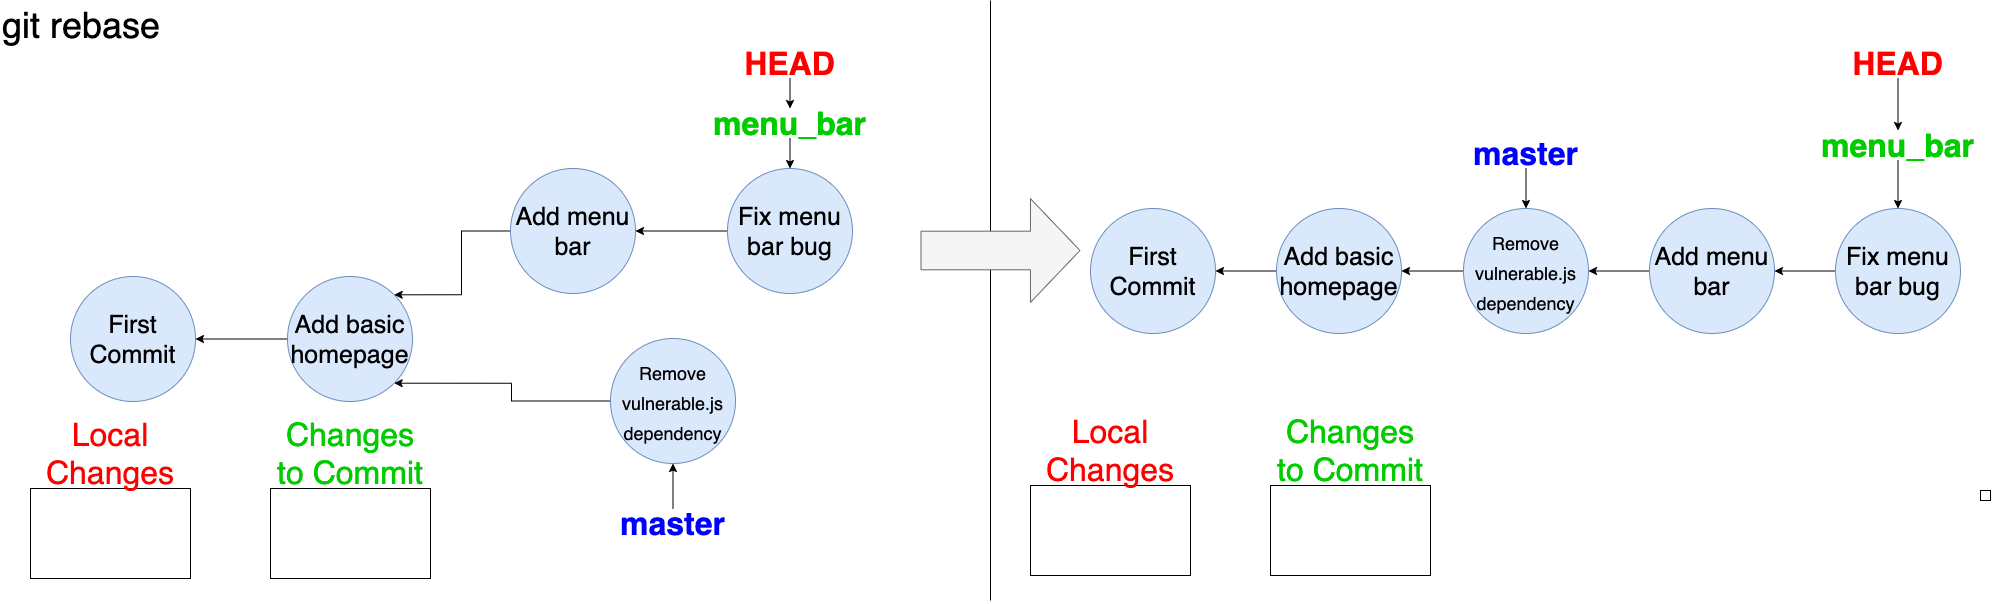 git rebase
HEAD
menu_bar
Add menu
bar
Fix menu
bar bug
First
Commit
Add basic
homepage
Remove
vulnerable.js
dependency
master
Local
Changes
Changes
to Commit
HEAD
menu_bar
master
First
Commit
Add basic
homepage
Remove
vulnerable.js
dependency
Add menu
bar
Fix menu
bar bug
Local
Changes
Changes
to Commit